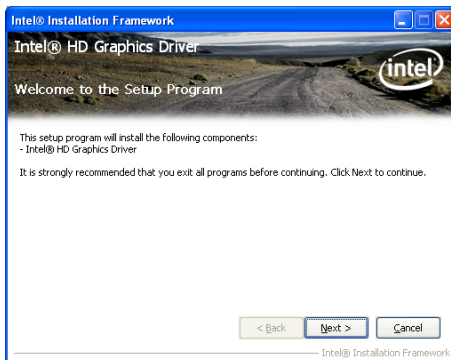 Intel® Installation Framework
Intel® HD Graphics Driver
intel
Welcome to the Setup Program
This setup program will install the following components:
- Intel® HD Graphics Driver
It is strongly recommended that you exit all programs before continuing. Click Next to continue.
< Back
Next >
Cancel
Intel® Installation Framework